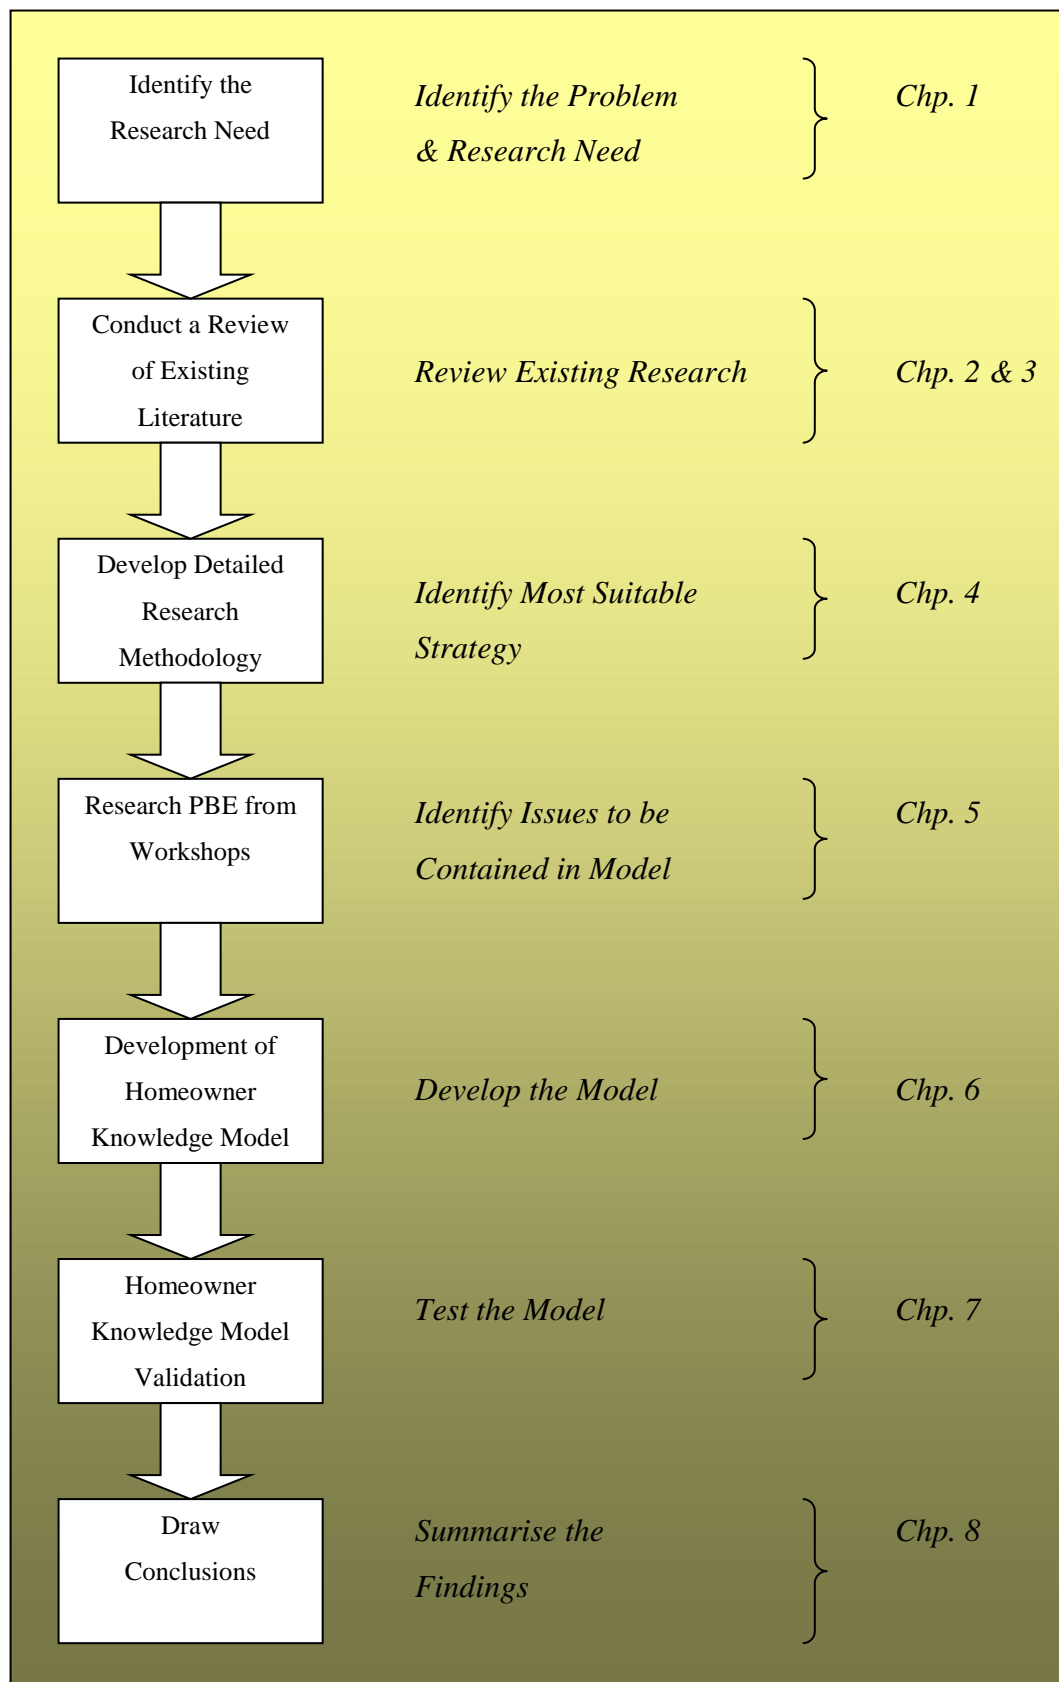 Identify the
Research Need
Identify the Problem
& Research Need
Chp. 1
Conduct a Review
of Existing
Literature
Review Existing Research
Chp. 2 & 3
Develop Detailed
Research
Methodology
Identify Most Suitable
Strategy
Chp. 4
Research PBE from
Workshops
Identify Issues to be
Contained in Model
Chp. 5
Development of
Homeowner
Knowledge Model
Develop the Model
Chp. 6
Homeowner
Knowledge Model
Validation
Test the Model
Chp. 7
Draw
Conclusions
Summarise the
Findings
Chp. 8